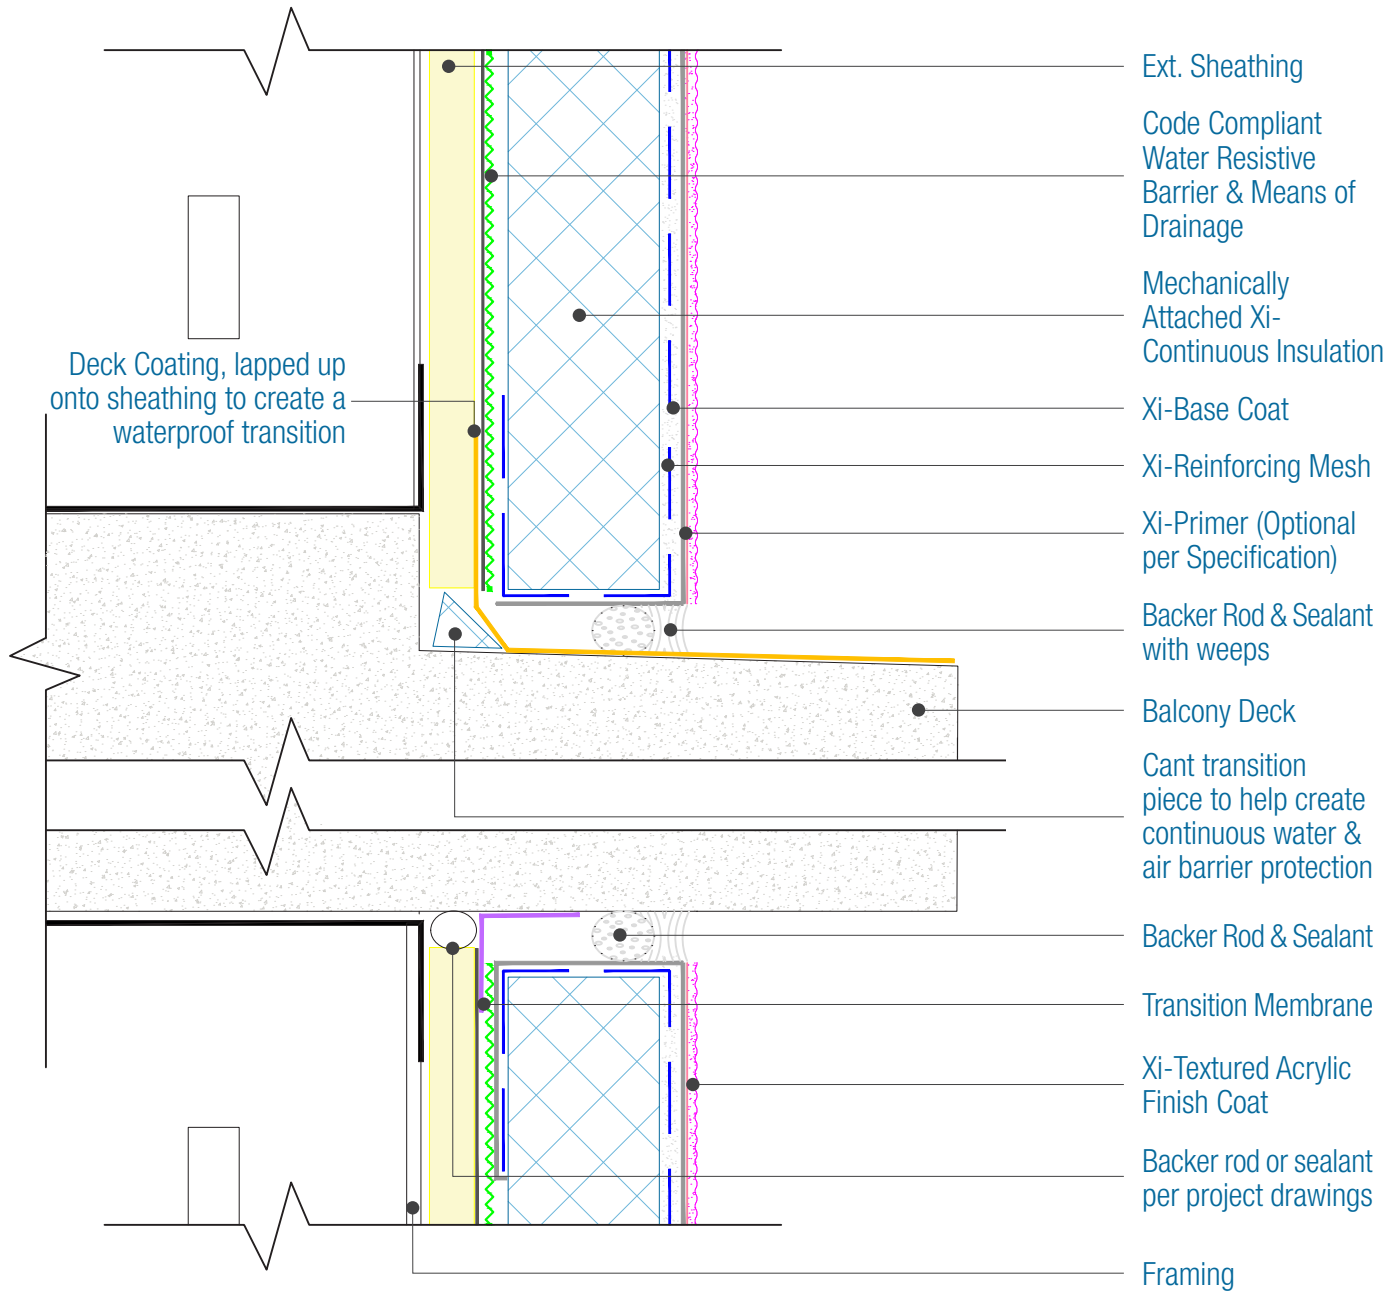 Ext. Sheathing
Code Compliant
Water Resistive
Barrier & Means of
Drainage
Mechanically
Attached Xi-
Continuous Insulation
Deck Coating, lapped up
onto sheathing to create a
waterproof transition
Xi-Base Coat
Xi-Reinforcing Mesh
Xi-Primer (Optional
per Specification)
Backer Rod & Sealant
with weeps
Balcony Deck
Cant transition
piece to help create
continuous water &
air barrier protection
Backer Rod & Sealant
Transition Membrane
Xi-Textured Acrylic
Finish Coat
Backer rod or sealant
per project drawings
Framing